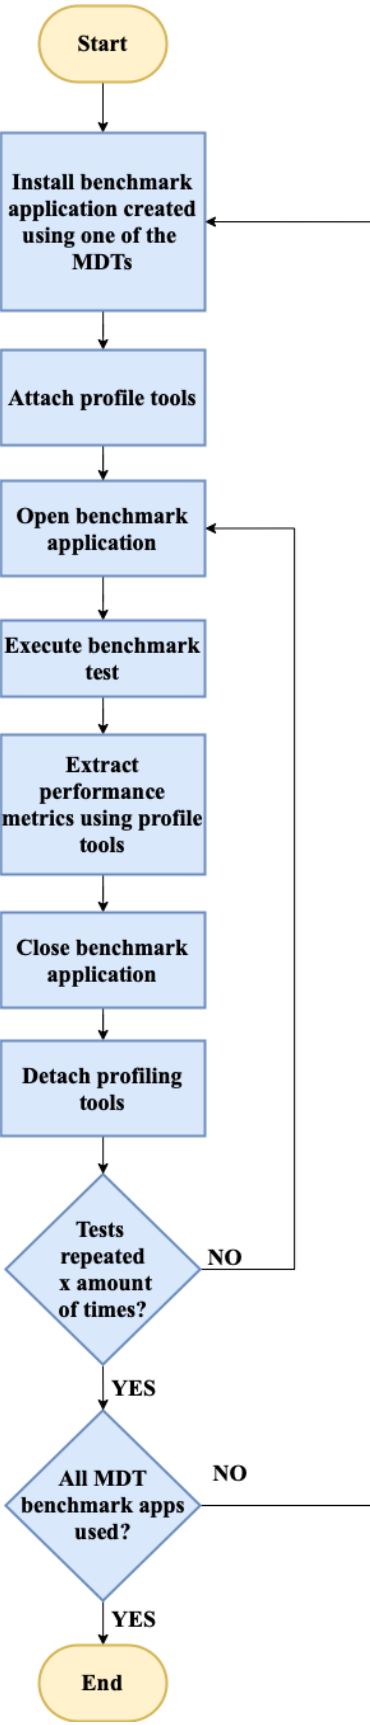 Start
Install benchmark
application created
using one of the
MDTs
Attach profile tools
Open benchmark
application
Execute benchmark
test
Extract
performance
metrics using profile
tools
Close benchmark
application
Detach profiling
tools
Tests
repeated
x amount
of times?
NO
YES
All MDT
benchmark apps
used?
NO
YES
End